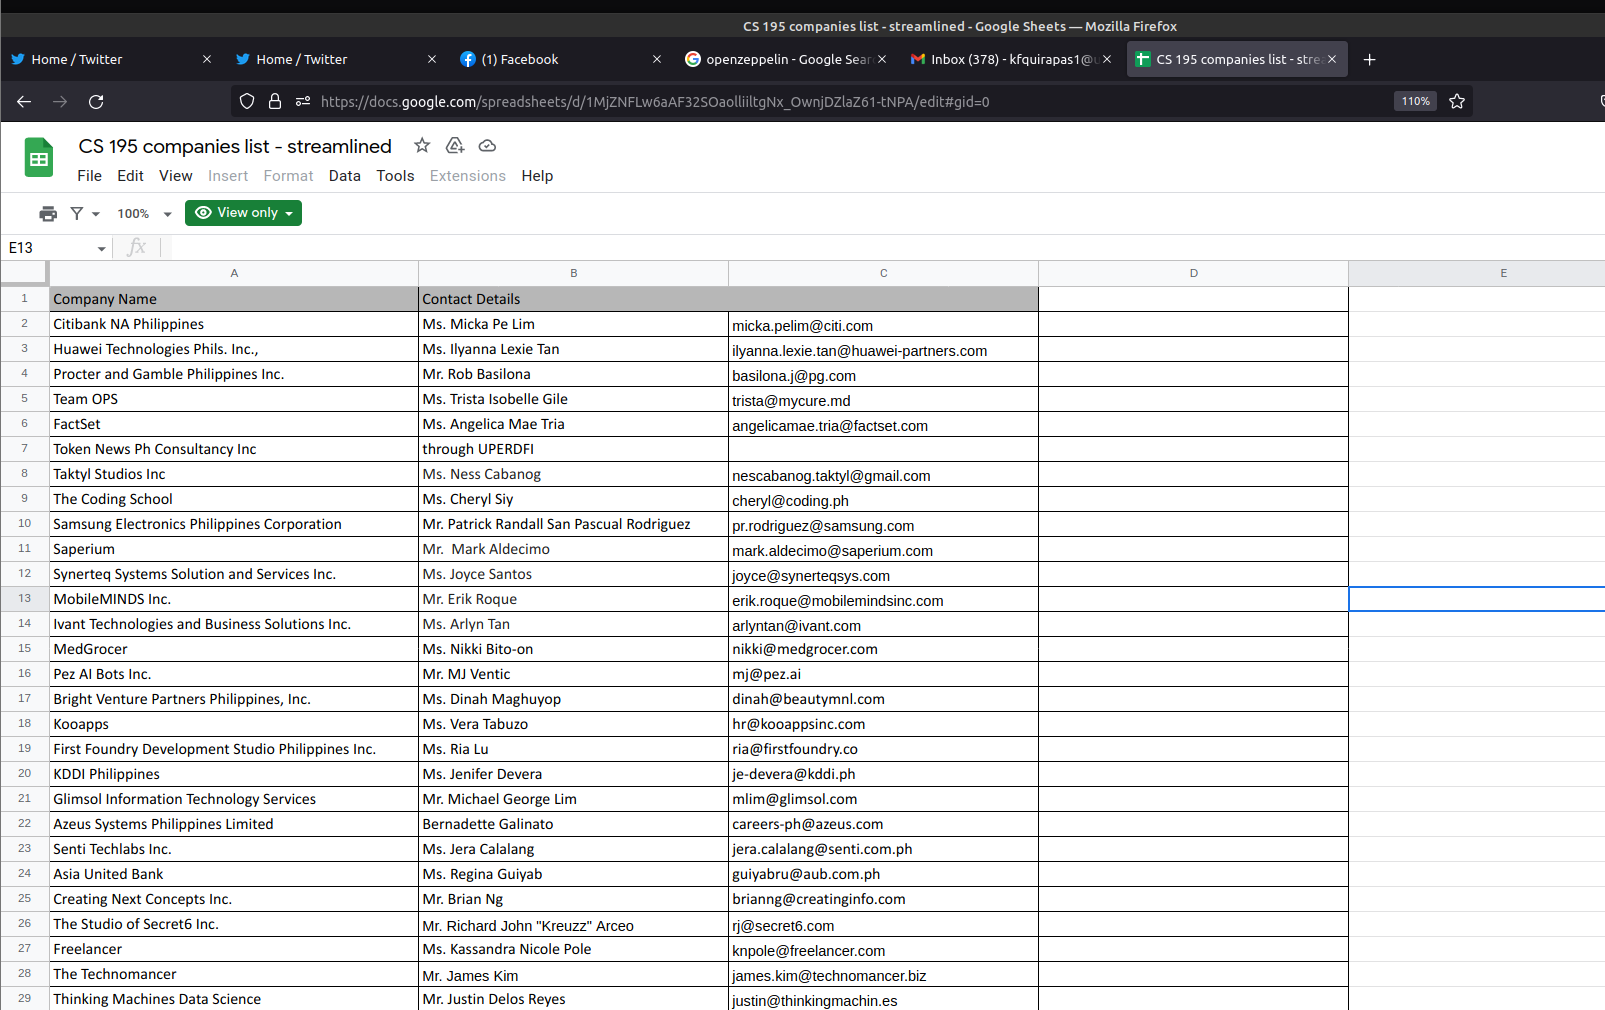 CS 195 companies list - streamlined - Google Sheets — Mozilla Firefox
Home / Twitter
Home / Twitter
(1) Facebook
openzeppelin - Google Sear
Inbox (378) - kfquirapas1@u
CS 195 companies list - stre
https://docs.google.com/spreadsheets/d/1MjZNFLw6aAF32SOaolliiltgNx_OwnjDZlaZ61-tNPA/edit#gid=0
110%
CS 195 companies list - streamlined
File Edit View Insert Format Data Tools Extensions Help
100% View only
E13 fx
A B C D E
1 Company Name Contact Details
2 Citibank NA Philippines Ms. Micka Pe Lim micka.pelim@citi.com
3 Huawei Technologies Phils. Inc., Ms. Ilyanna Lexie Tan ilyanna.lexie.tan@huawei-partners.com
4 Procter and Gamble Philippines Inc. Mr. Rob Basilona basilona.j@pg.com
5 Team OPS Ms. Trista Isobelle Gile trista@mycure.md
6 FactSet Ms. Angelica Mae Tria angelicamae.tria@factset.com
7 Token News Ph Consultancy Inc through UPERDFI
8 Taktyl Studios Inc Ms. Ness Cabanog nescabanog.taktyl@gmail.com
9 The Coding School Ms. Cheryl Siy cheryl@coding.ph
10 Samsung Electronics Philippines Corporation Mr. Patrick Randall San Pascual Rodriguez pr.rodriguez@samsung.com
11 Saperium Mr.  Mark Aldecimo mark.aldecimo@saperium.com
12 Synerteq Systems Solution and Services Inc. Ms. Joyce Santos joyce@synerteqsys.com
13 MobileMINDS Inc. Mr. Erik Roque erik.roque@mobilemindsinc.com
14 Ivant Technologies and Business Solutions Inc. Ms. Arlyn Tan arlyntan@ivant.com
15 MedGrocer Ms. Nikki Bito-on nikki@medgrocer.com
16 Pez AI Bots Inc. Mr. MJ Ventic mj@pez.ai
17 Bright Venture Partners Philippines, Inc. Ms. Dinah Maghuyop dinah@beautymnl.com
18 Kooapps Ms. Vera Tabuzo hr@kooappsinc.com
19 First Foundry Development Studio Philippines Inc. Ms. Ria Lu ria@firstfoundry.co
20 KDDI Philippines Ms. Jenifer Devera je-devera@kddi.ph
21 Glimsol Information Technology Services Mr. Michael George Lim mlim@glimsol.com
22 Azeus Systems Philippines Limited Bernadette Galinato careers-ph@azeus.com
23 Senti Techlabs Inc. Ms. Jera Calalang jera.calalang@senti.com.ph
24 Asia United Bank Ms. Regina Guiyab guiyabru@aub.com.ph
25 Creating Next Concepts Inc. Mr. Brian Ng brianng@creatinginfo.com
26 The Studio of Secret6 Inc. Mr. Richard John "Kreuzz" Arceo rj@secret6.com
27 Freelancer Ms. Kassandra Nicole Pole knpole@freelancer.com
28 The Technomancer Mr. James Kim james.kim@technomancer.biz
29 Thinking Machines Data Science Mr. Justin Delos Reyes justin@thinkingmachin.es